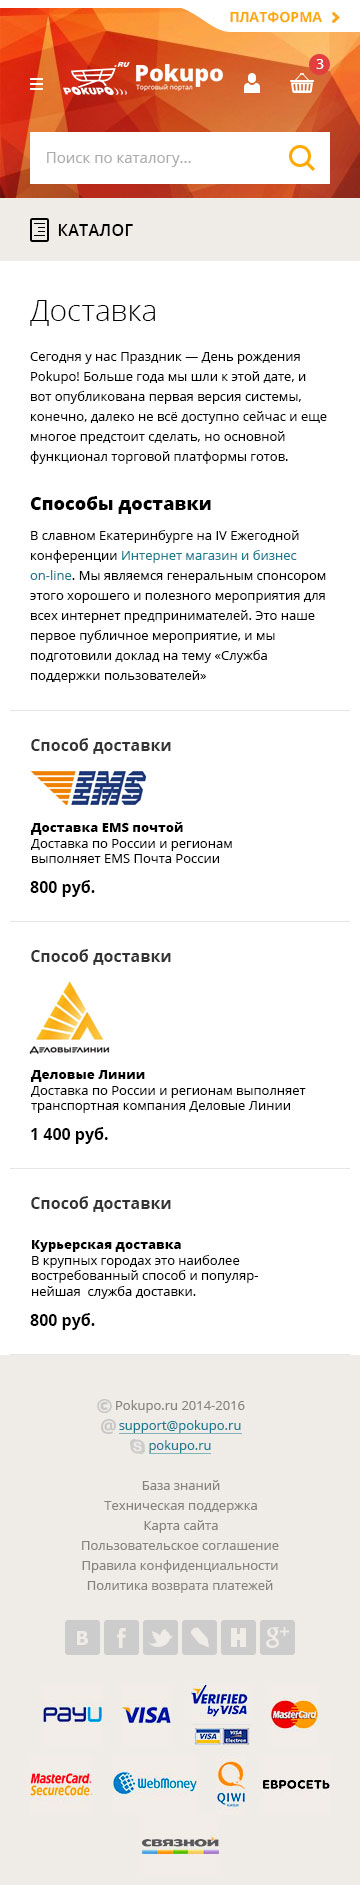 ПЛАТФОРМА
3
POKUPO.RU
Pokupo
Торговый портал
Поиск по каталогу...
КАТАЛОГ
Доставка
Сегодня у нас Праздник — День рождения
Pokupo! Больше года мы шли к этой дате, и
вот опубликована первая версия системы,
конечно, далеко не всё доступно сейчас и еще
многое предстоит сделать, но основной
функционал торговой платформы готов.
Способы доставки
В славном Екатеринбурге на IV Ежегодной
конференции Интернет магазин и бизнес
on-line. Мы являемся генеральным спонсором
этого хорошего и полезного мероприятия для
всех интернет предпринимателей. Это наше
первое публичное мероприятие, и мы
подготовили доклад на тему «Служба
поддержки пользователей»
Способ доставки
EMS
Доставка EMS почтой
Доставка по России и регионам
выполняет EMS Почта России
800 руб.
Способ доставки
ДеловыеЛинии
Деловые Линии
Доставка по России и регионам выполняет
транспортная компания Деловые Линии
1 400 руб.
Способ доставки
Курьерская доставка
В крупных городах это наиболее
востребованный способ и популяр-
нейшая служба доставки.
800 руб.
© Pokupo.ru 2014-2016
@ support@pokupo.ru
pokupo.ru
База знаний
Техническая поддержка
Карта сайта
Пользовательское соглашение
Правила конфиденциальности
Политика возврата платежей
B f H g+
PayU VISA VERIFIED by VISA MasterCard
VISA VISA Electron
MasterCard SecureCode. WebMoney QIWI ЕВРОСЕТЬ
СВЯЗНОЙ